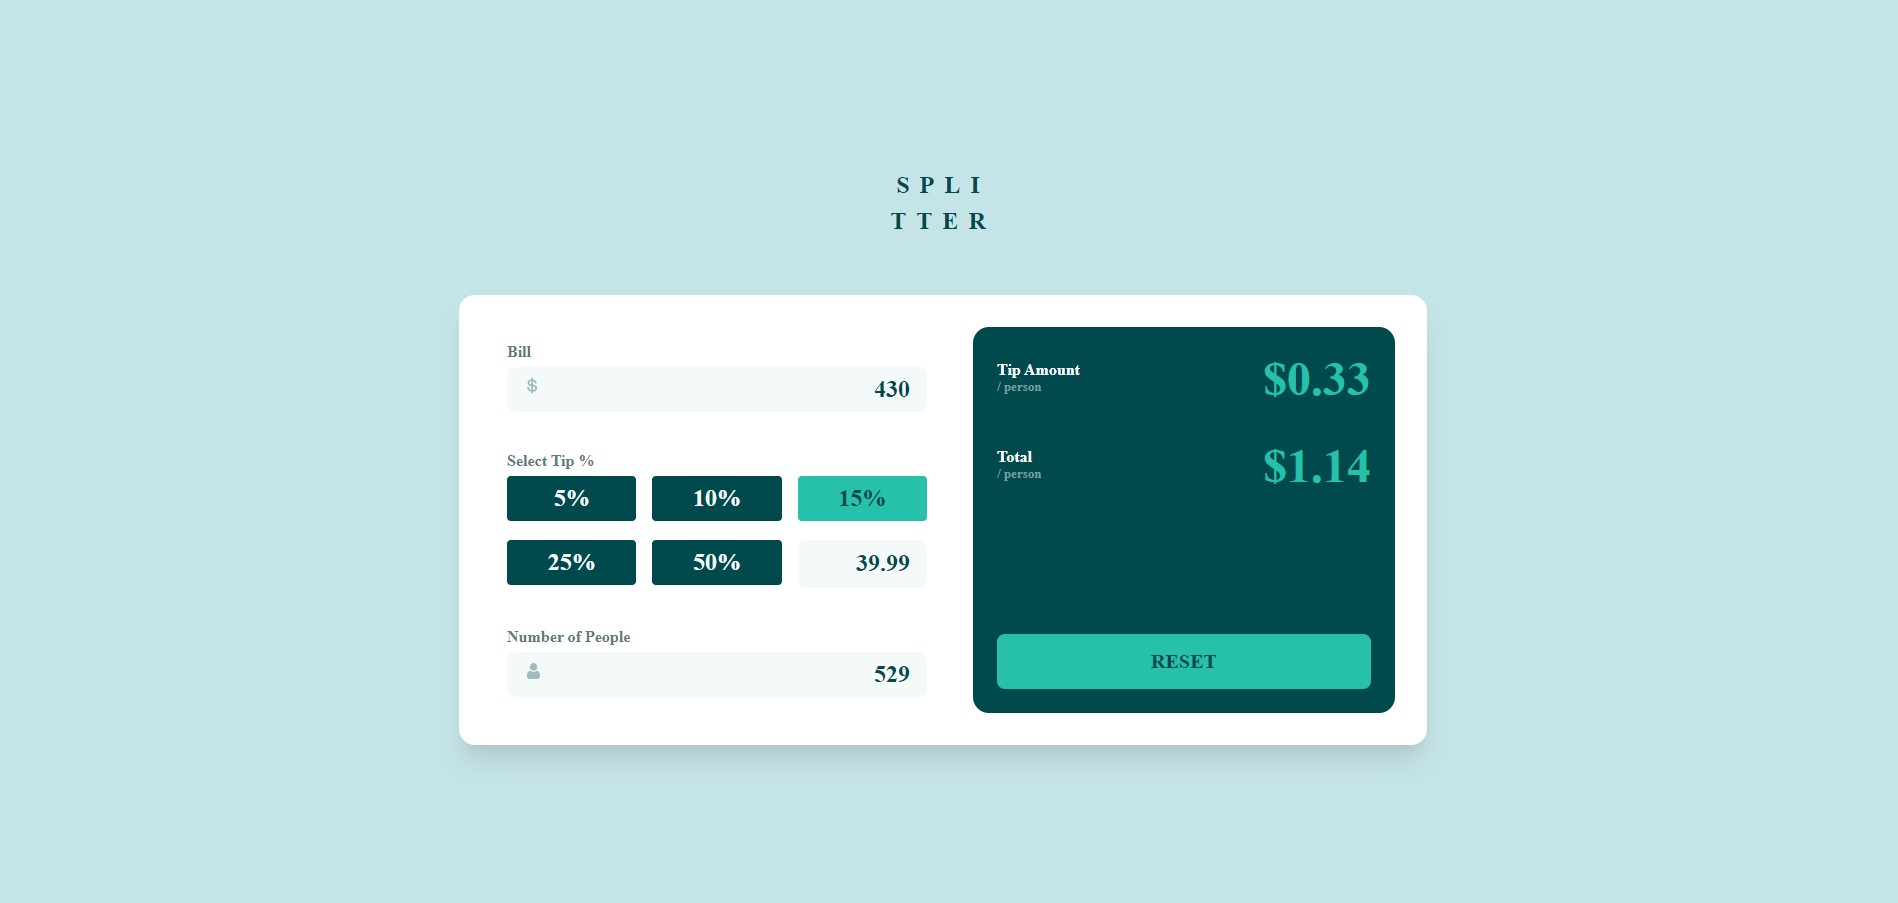 S P L I
T T E R
Bill
$
430
Select Tip %
5%
10%
15%
25%
50%
39.99
Number of People
529
Tip Amount
/ person
$0.33
Total
/ person
$1.14
RESET